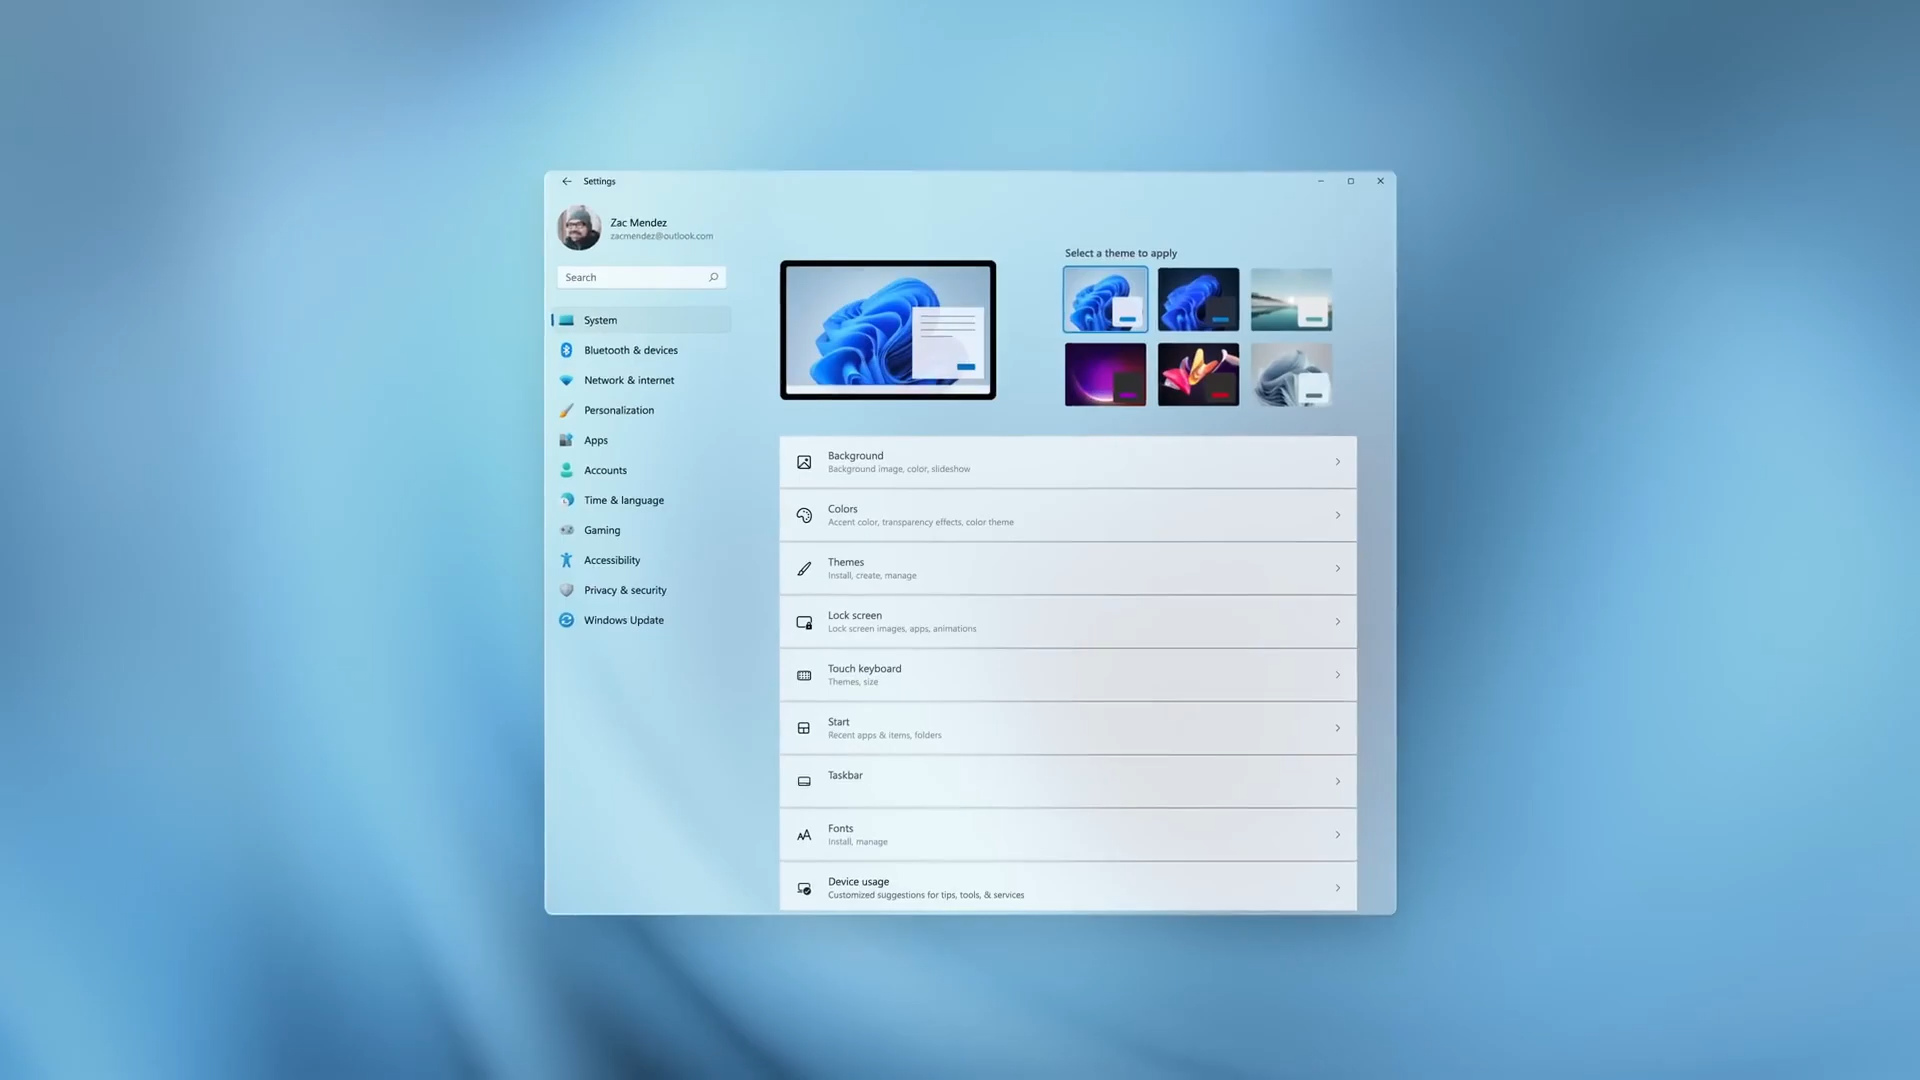 Settings
Zac Mendez
zacmendez@outlook.com
Search
System
Bluetooth & devices
Network & internet
Personalization
Apps
Accounts
Time & language
Gaming
Accessibility
Privacy & security
Windows Update
Select a theme to apply
Background
Background image, color, slideshow
Colors
Accent color, transparency effects, color theme
Themes
Install, create, manage
Lock screen
Lock screen images, apps, animations
Touch keyboard
Themes, size
Start
Recent apps & items, folders
Taskbar
Fonts
Install, manage
Device usage
Customized suggestions for tips, tools, & services